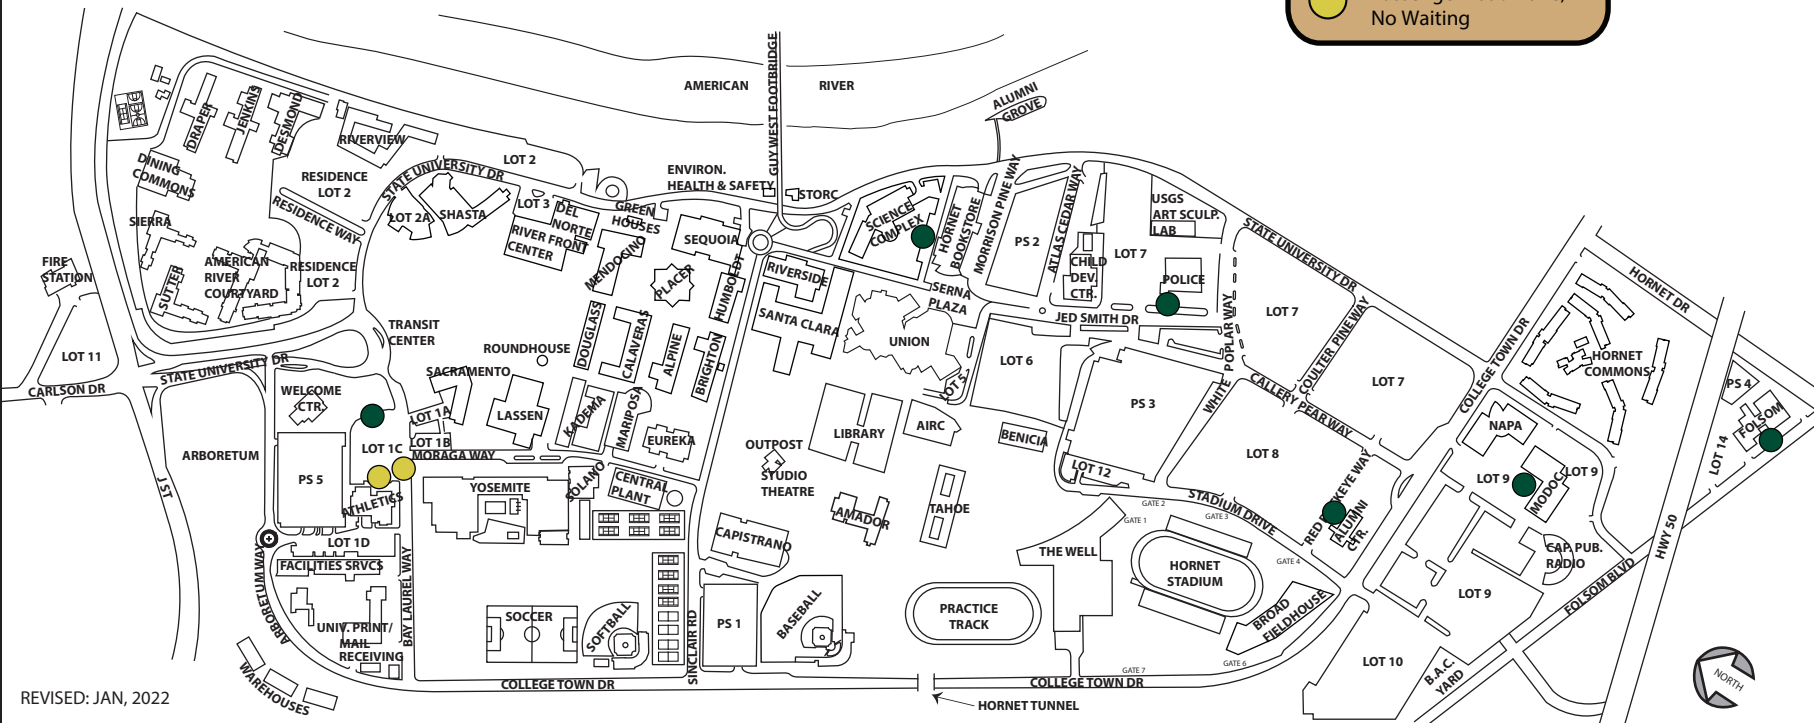 No Waiting
AMERICAN
RIVER
GUY WEST FOOTBRIDGE
ALUMNI
GROVE
DRAPER
JENKINS
DESMOND
RIVERVIEW
DINING
COMMONS
RESIDENCE
LOT 2
STATE UNIVERSITY DR
LOT 2
ENVIRON.
HEALTH & SAFETY
STORC
SIERRA
RESIDENCE WAY
LOT 2A
SHASTA
LOT 3
DEL
NORTE
GREEN
HOUSES
RIVER FRONT
CENTER
MENDOCINO
SEQUOIA
SCIENCE
COMPLEX
HORNET
BOOKSTORE
MORRISON PINE WAY
PS 2
ATLAS CEDAR WAY
USGS
ART SCULP.
LAB
LOT 7
CHILD
DEV.
CTR.
POLICE
STATE UNIVERSITY DR
FIRE
STATION
SUTTER
AMERICAN
RIVER
COURTYARD
RESIDENCE
LOT 2
PLACER
HUMBOLDT
RIVERSIDE
SERNA
PLAZA
SANTA CLARA
UNION
JED SMITH DR
WHITE POPLAR WAY
LOT 7
COULTER PINE WAY
COLLEGE TOWN DR
HORNET DR
HORNET
COMMONS
TRANSIT
CENTER
ROUNDHOUSE
DOUGLASS
CALAVERAS
ALPINE
BRIGHTON
LOT 11
CARLSON DR
STATE UNIVERSITY DR
WELCOME
CTR.
SACRAMENTO
LOT 1A
LASSEN
KADEMA
MARIPOSA
EUREKA
LOT 5
LOT 6
PS 3
CALLERY PEAR WAY
LOT 7
PS 4
FOLSOM
LOT 14
ARBORETUM
LOT 1C
LOT 1B
MORAGA WAY
OUTPOST
STUDIO
THEATRE
LIBRARY
AIRC
BENICIA
LOT 12
LOT 8
NAPA
LOT 9
LOT 9
MODOC
J ST
PS 5
ATHLETICS
YOSEMITE
SOLANO
CENTRAL
PLANT
AMADOR
TAHOE
GATE 1
GATE 2
GATE 3
STADIUM DRIVE
ALUMNI
CTR.
CAP. PUB.
RADIO
HWY 50
FOLSOM BLVD
LOT 1D
FACILITIES SRVCS
CAPISTRANO
THE WELL
HORNET
STADIUM
GATE 4
LOT 9
ARBORETUM WAY
BAY LAUREL WAY
UNIV. PRINT/
MAIL
RECEIVING
SOCCER
SOFTBALL
SINCLAIR RD
PS 1
BASEBALL
PRACTICE
TRACK
BROAD
FIELDHOUSE
GATE 6
GATE 7
LOT 10
B.A.C.
YARD
WAREHOUSES
COLLEGE TOWN DR
COLLEGE TOWN DR
HORNET TUNNEL
NORTH
REVISED: JAN, 2022